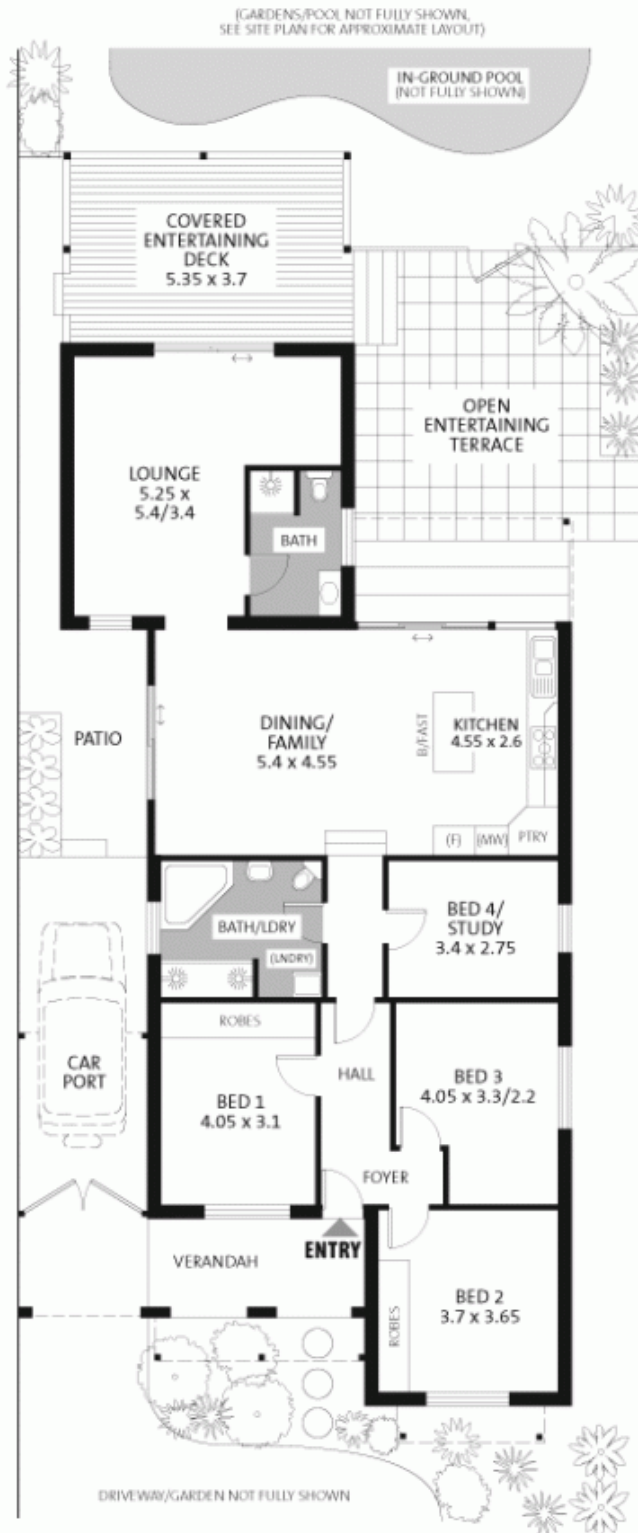 (GARDENS/POOL NOT FULLY SHOWN,
SEE SITE PLAN FOR APPROXIMATE LAYOUT)
IN-GROUND POOL
(NOT FULLY SHOWN)
COVERED
ENTERTAINING
DECK
5.35 x 3.7
OPEN
ENTERTAINING
TERRACE
LOUNGE
5.25 x
5.4/3.4
BATH
PATIO
DINING/
FAMILY
5.4 x 4.55
B/FAST
KITCHEN
4.55 x 2.6
(F)
(MW)
PTRY
BATH/LDRY
(LNDRY)
BED 4/
STUDY
3.4 x 2.75
ROBES
CAR
PORT
BED 1
4.05 x 3.1
HALL
BED 3
4.05 x 3.3/2.2
FOYER
ENTRY
VERANDAH
ROBES
BED 2
3.7 x 3.65
DRIVEWAY/GARDEN NOT FULLY SHOWN